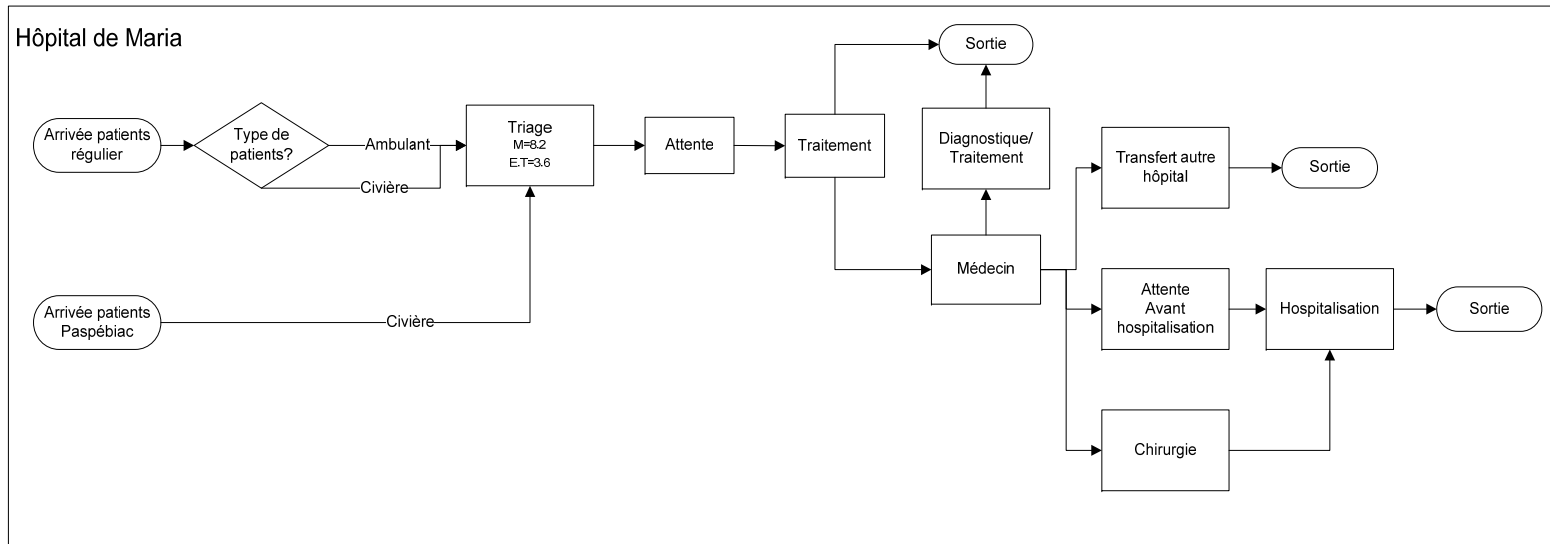 Hôpital de Maria
Arrivée patients
régulier
Type de
patients?
Ambulant
Civière
Triage
M=8.2
E.T=3.6
Attente
Traitement
Sortie
Diagnostique/
Traitement
Médecin
Transfert autre
hôpital
Sortie
Arrivée patients
Paspébiac
Civière
Attente
Avant
hospitalisation
Hospitalisation
Sortie
Chirurgie